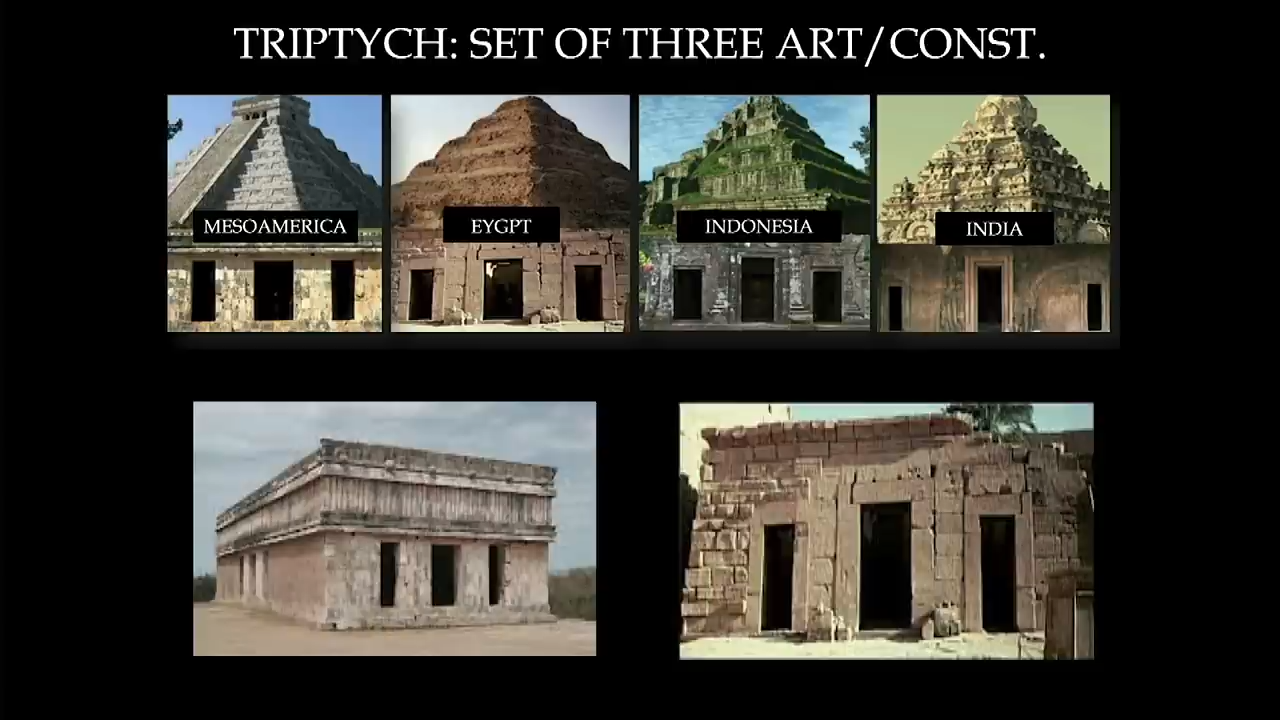 TRIPTYCH: SET OF THREE ART/CONST.
MESOAMERICA
EYGPT
INDONESIA
INDIA